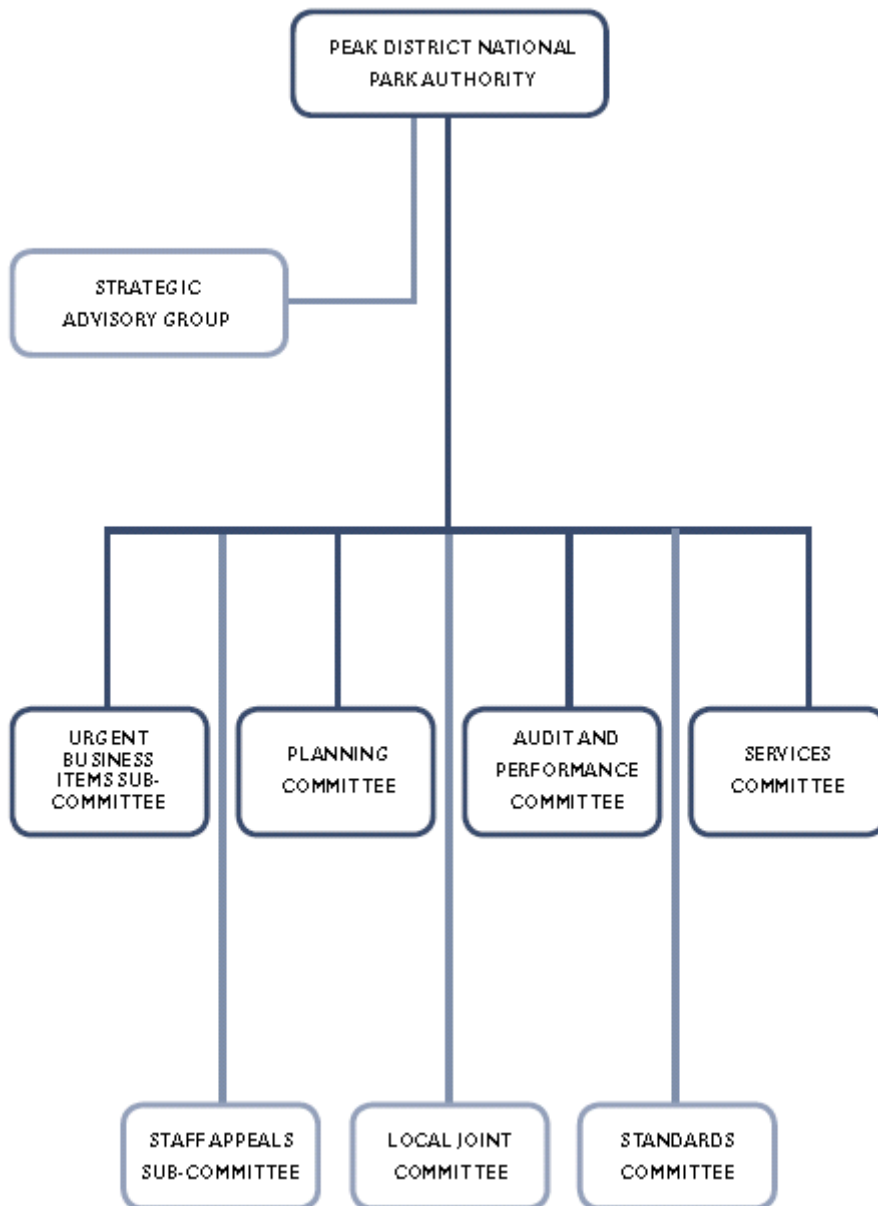 PEAK DISTRICT NATIONAL
PARK AUTHORITY
STRATEGIC
ADVISORY GROUP
URGENT
BUSINESS
ITEMS SUB-
COMMITTEE
PLANNING
COMMITTEE
AUDIT AND
PERFORMANCE
COMMITTEE
SERVICES
COMMITTEE
STAFF APPEALS
SUB-COMMITTEE
LOCAL JOINT
COMMITTEE
STANDARDS
COMMITTEE